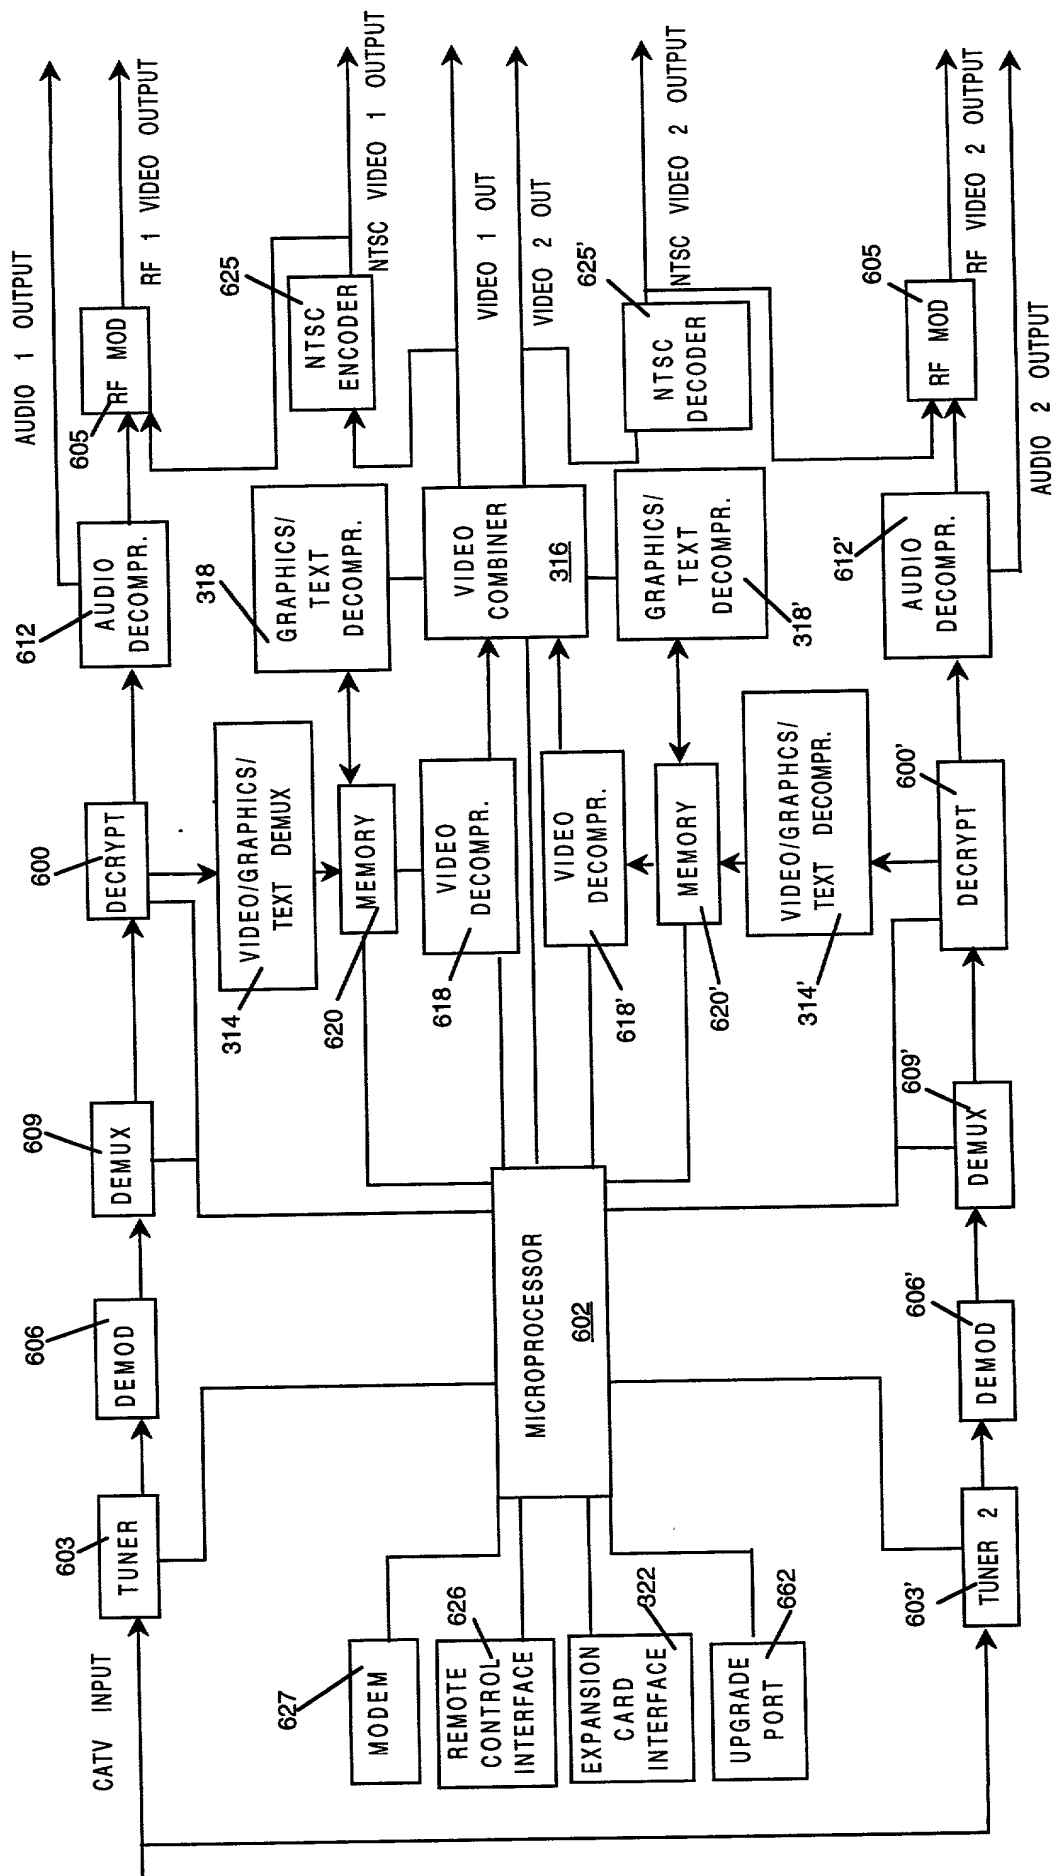 CATV INPUT
603
TUNER
606
DEMOD
609
DEMUX
600
DECRYPT
612
AUDIO
DECOMPR.
AUDIO 1 OUTPUT
605
RF MOD
RF 1 VIDEO OUTPUT
314
VIDEO/GRAPHICS/
TEXT DEMUX
318
GRAPHICS/
TEXT
DECOMPR.
625
NTSC
ENCODER
NTSC VIDEO 1 OUTPUT
627
MODEM
620
MEMORY
626
REMOTE
CONTROL
INTERFACE
618
VIDEO
DECOMPR.
VIDEO
COMBINER
316
VIDEO 1 OUT
VIDEO 2 OUT
MICROPROCESSOR
602
322
EXPANSION
CARD
INTERFACE
618'
VIDEO
DECOMPR.
GRAPHICS/
TEXT
DECOMPR.
318'
625'
NTSC
DECODER
NTSC VIDEO 2 OUTPUT
662
UPGRADE
PORT
620'
MEMORY
314'
VIDEO/GRAPHCS/
TEXT DECOMPR.
603'
TUNER 2
606'
DEMOD
609'
DEMUX
600'
DECRYPT
612'
AUDIO
DECOMPR.
605
RF MOD
RF VIDEO 2 OUTPUT
AUDIO 2 OUTPUT